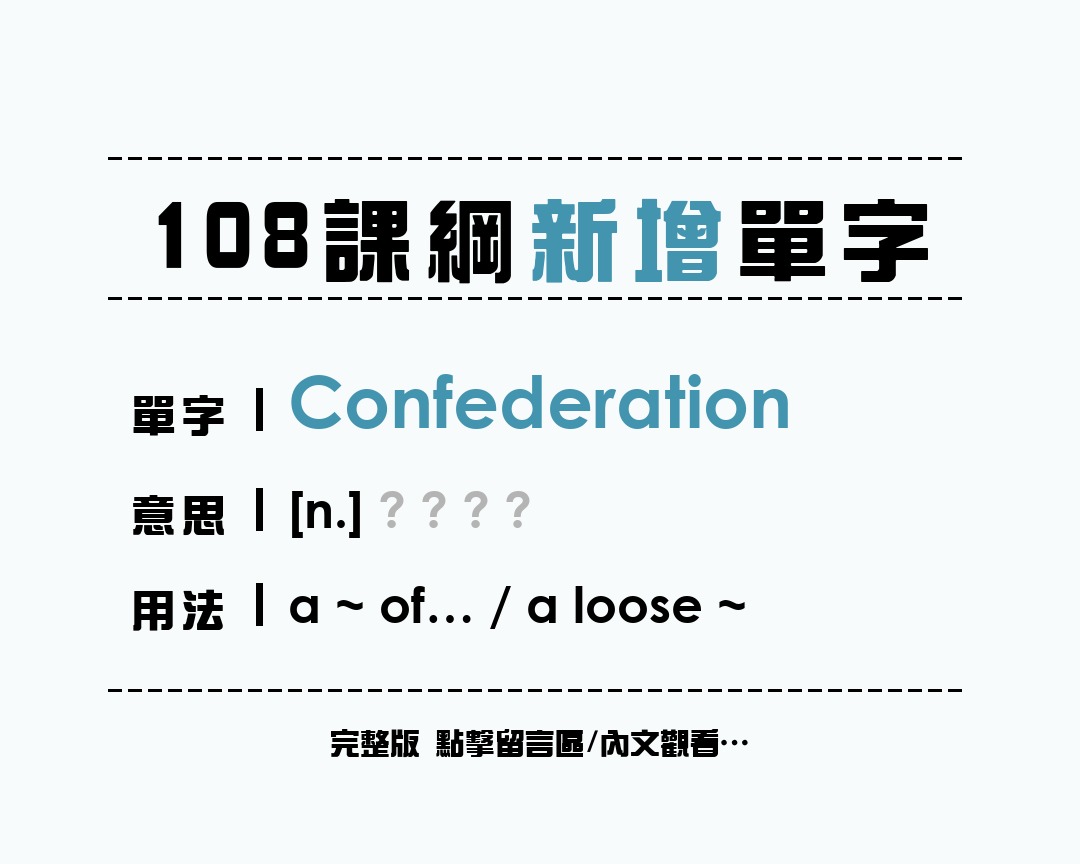 108課綱新增單字
單字 | Confederation
意思 | [n.] ? ? ? ?
用法 | a ~ of... / a loose ~
完整版 點擊留言區/內文觀看…